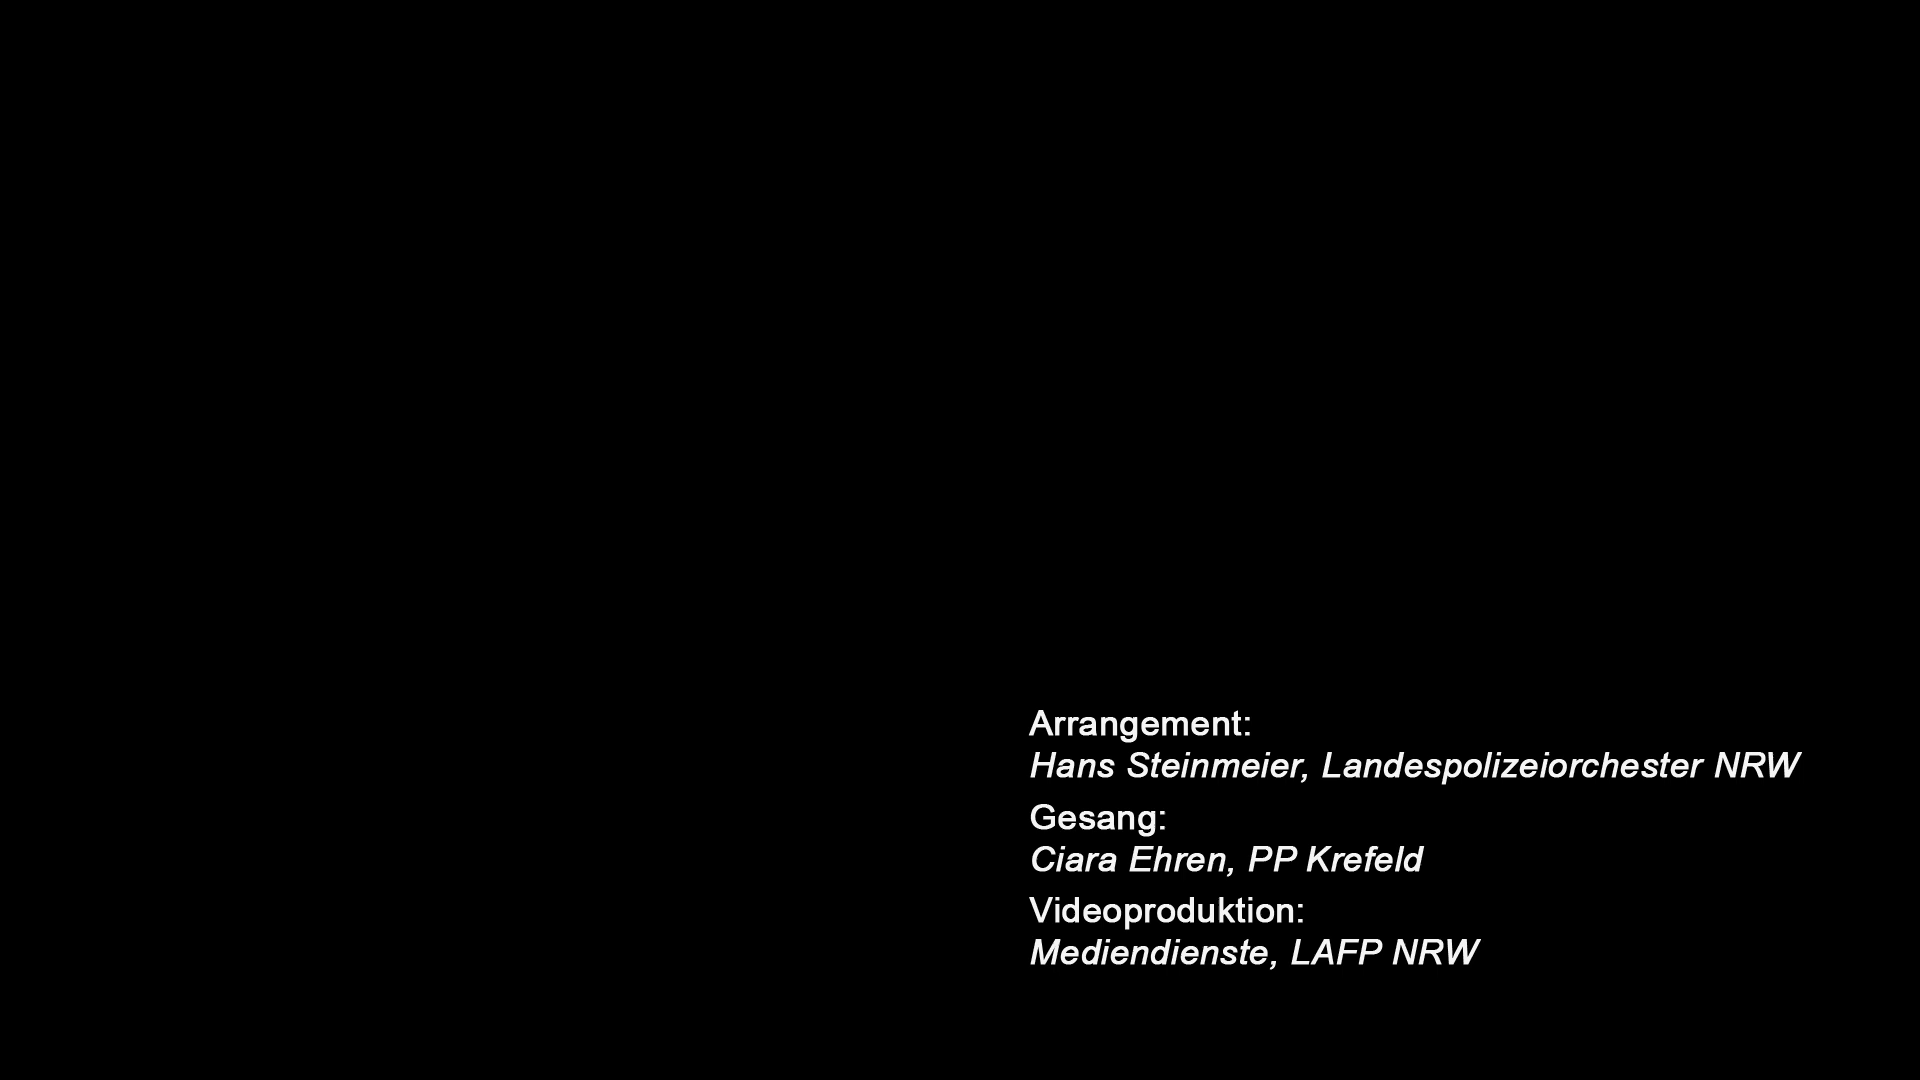 Arrangement:
Hans Steinmeier, Landespolizeiorchester NRW
Gesang:
Ciara Ehren, PP Krefeld
Videoproduktion:
Mediendienste, LAFP NRW